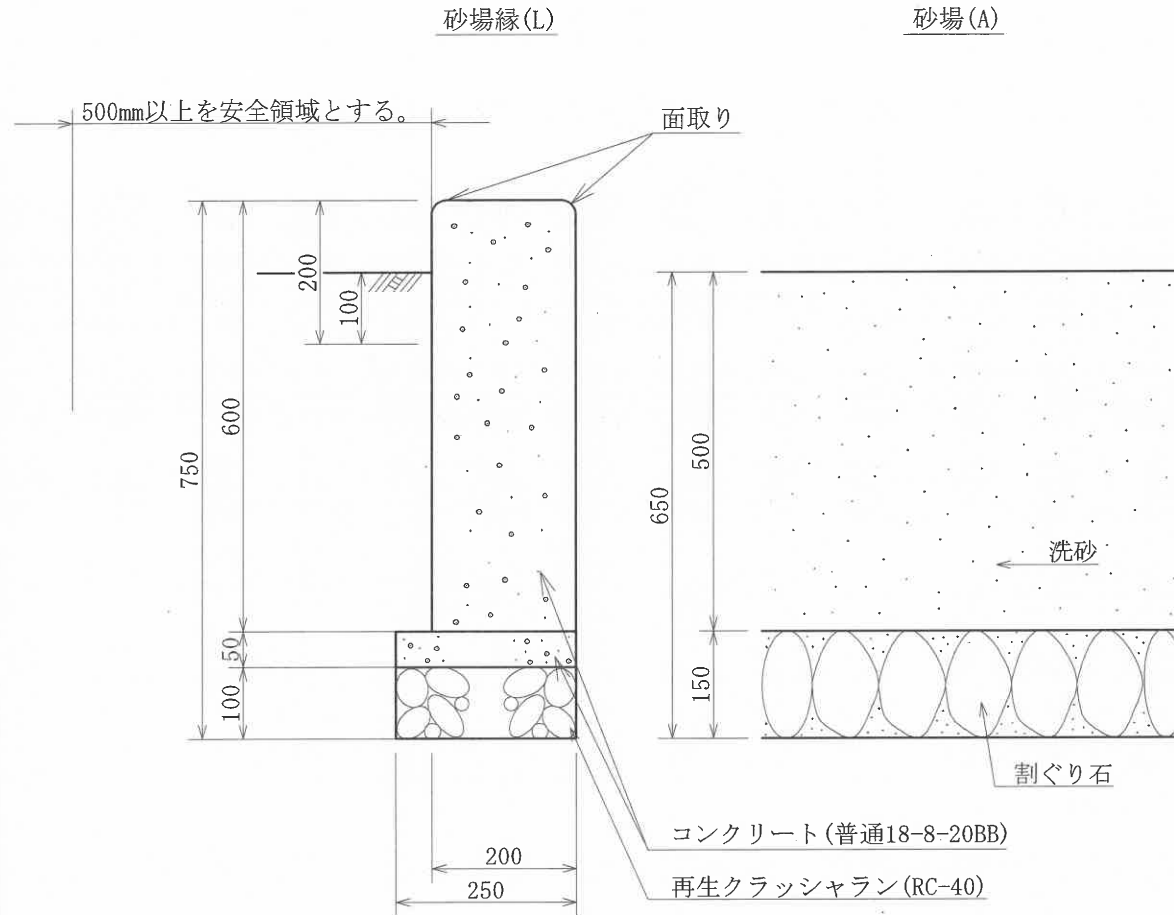 砂場縁(L)
砂場(A)
500mm以上を安全領域とする。
面取り
200
100
600
750
50
100
500
650
150
洗砂
割ぐり石
コンクリート(普通18-8-20BB)
200
再生クラッシャラン(RC-40)
250